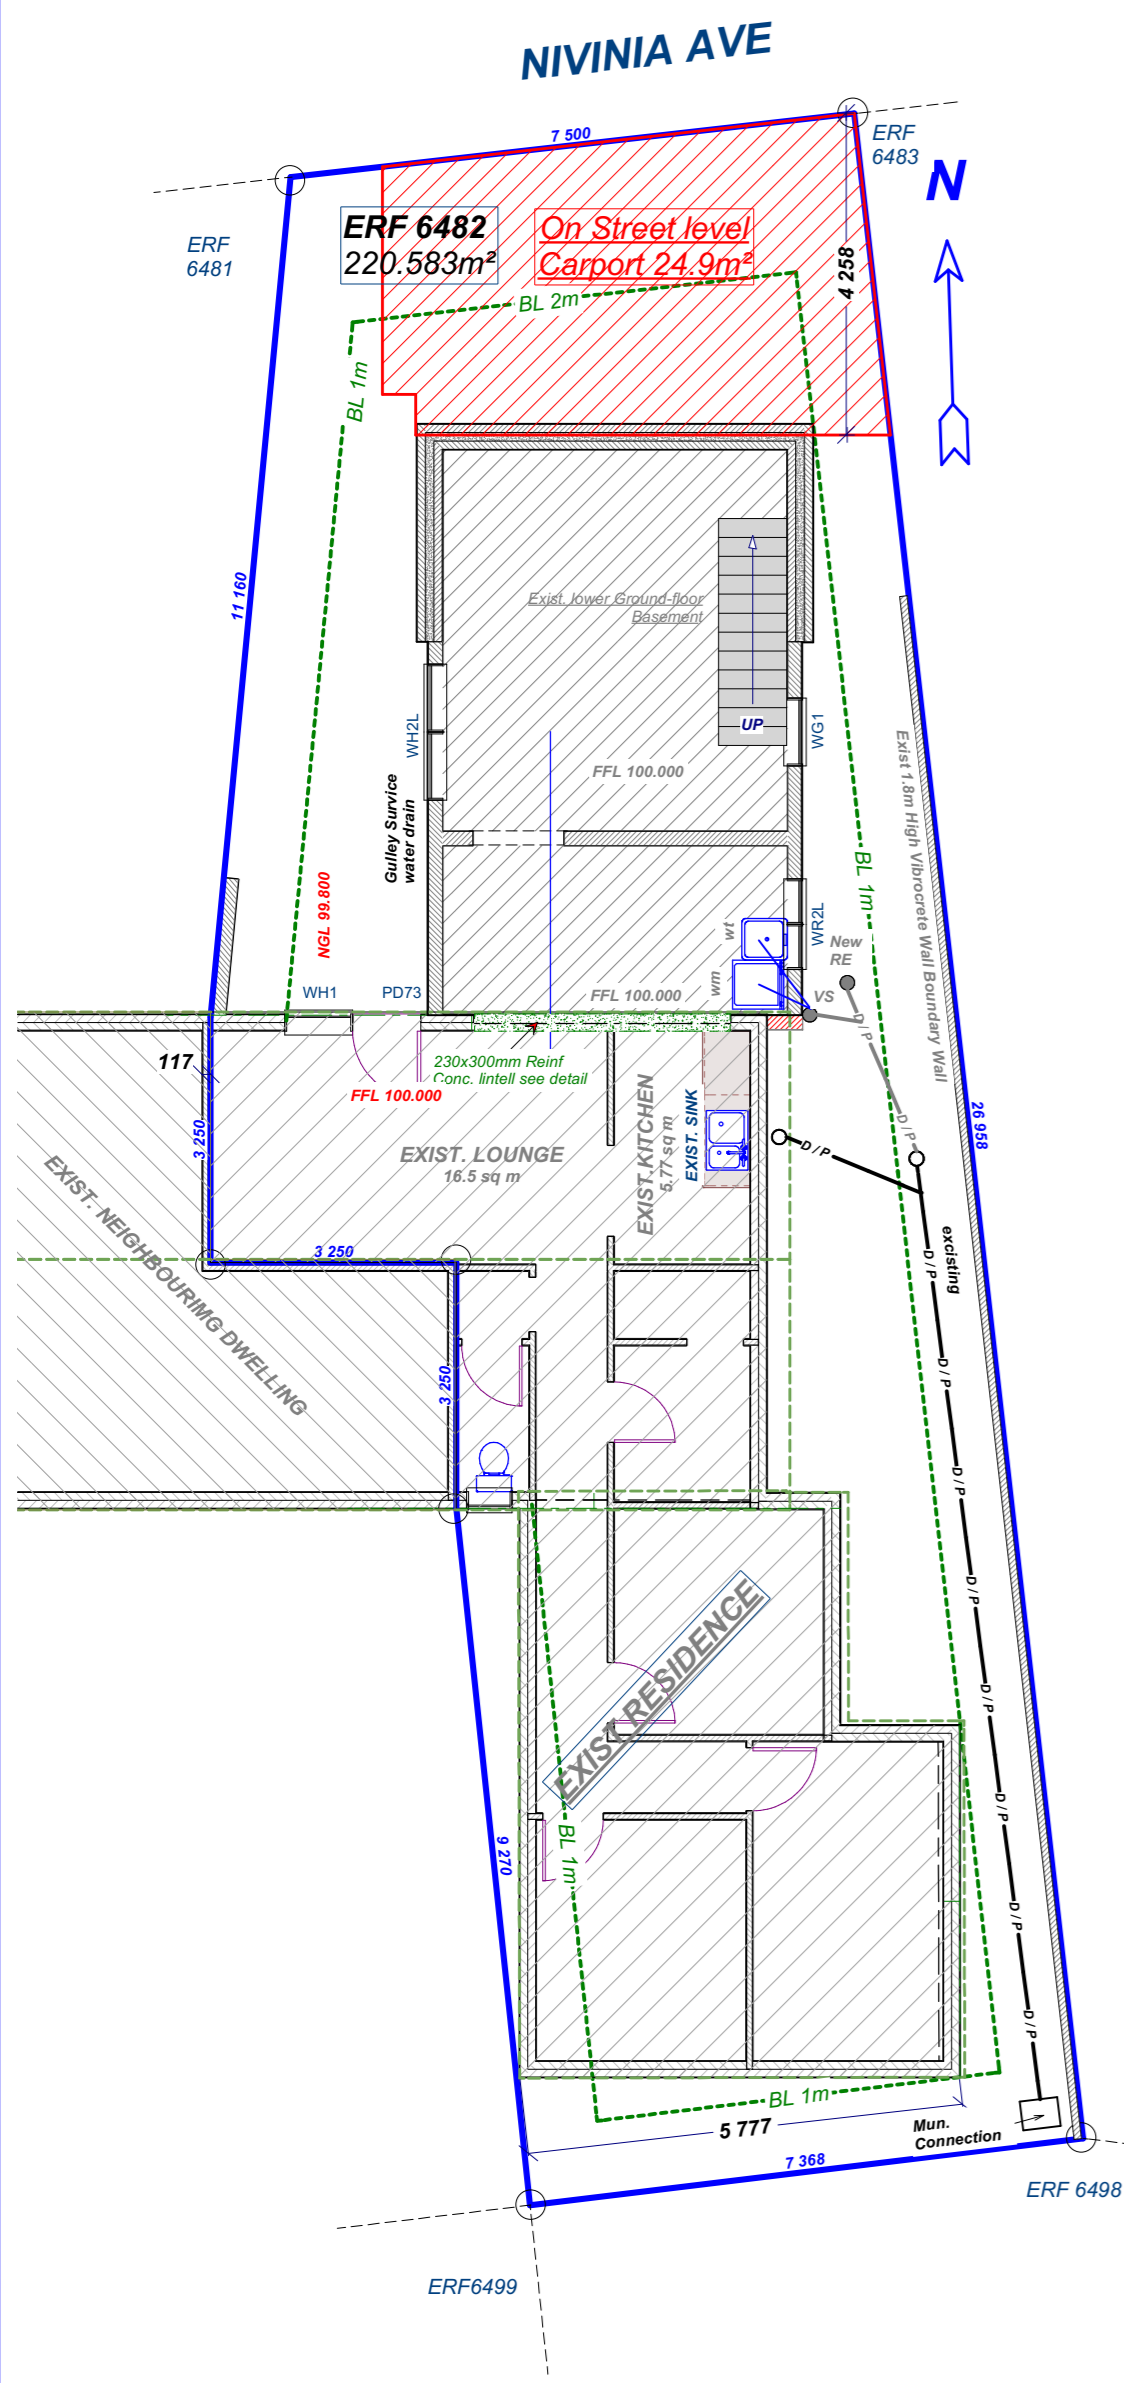 NIVINIA AVE
7 500
ERF
6483
N
ERF
6481
ERF 6482
220.583m²
On Street level
Carport 24.9m²
4 258
BL 2m
BL 1m
11 160
Exist. lower Ground-floor
Basement
UP
WH2L
WG1
FFL 100.000
Gulley Survice
water drain
Exist 1.8m High Vibrocrete Wall Boundary Wall
BL 1m
NGL 99.800
wt
WR2L
New
RE
wm
VS
WH1
PD73
FFL 100.000
D / P
117
230x300mm Reinf
Conc. lintell see detail
FFL 100.000
3 250
EXIST. LOUNGE
16.5 sq m
EXIST.KITCHEN
5.77 sq m
EXIST. SINK
D / P
D / P
26 958
EXIST. NEIGHBOURIMG DWELLING
3 250
excisting
D / P
3 250
D / P
D / P
D / P
EXIST RESIDENCE
D / P
D / P
BL 1m
9 270
D / P
D / P
BL 1m
5 777
Mun.
Connection
7 368
ERF 6498
ERF6499